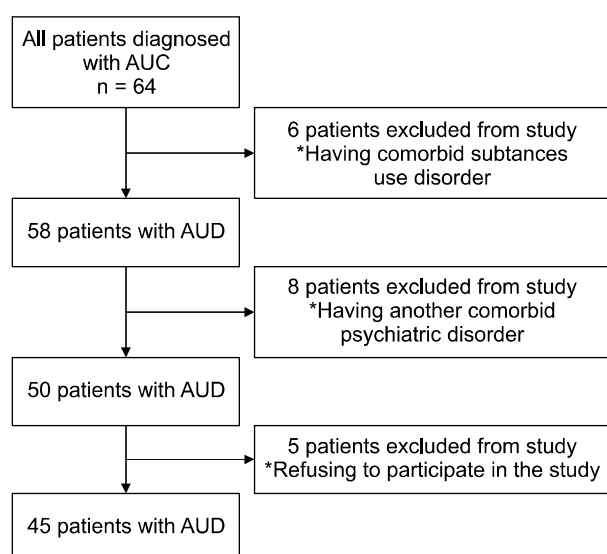 All patients diagnosed
with AUC
n = 64
6 patients excluded from study
*Having comorbid subtances
use disorder
58 patients with AUD
8 patients excluded from study
*Having another comorbid
psychiatric disorder
50 patients with AUD
5 patients excluded from study
*Refusing to participate in the study
45 patients with AUD